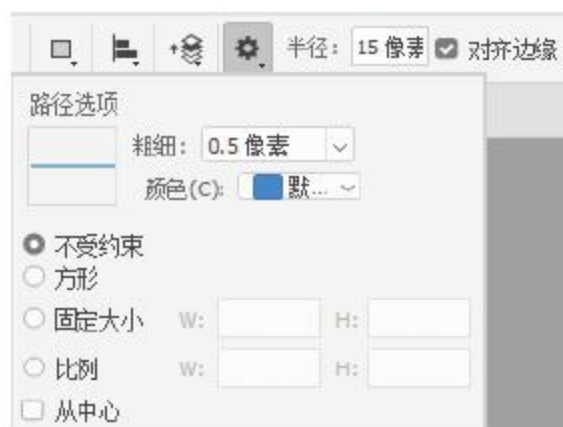 半径: 15 像素 对齐边缘
路径选项
粗细: 0.5 像素
颜色(C): 默...
不受约束
方形
固定大小 W: H:
比例 W: H:
从中心